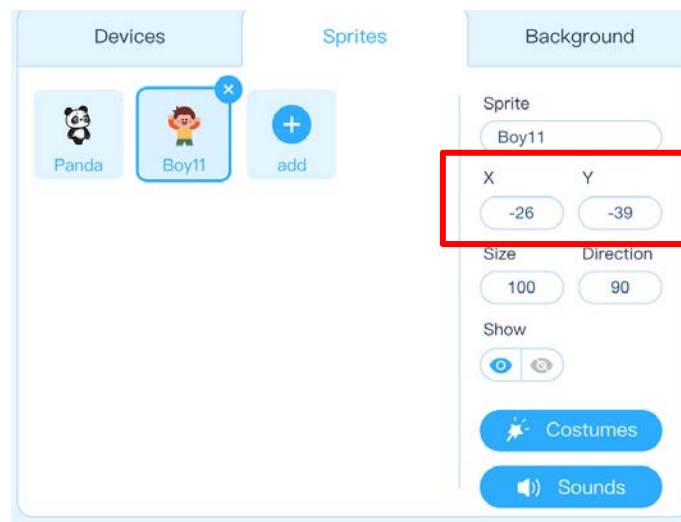 Devices
Sprites
Background
Panda
Boy11
add
Sprite
Boy11
X Y
-26 -39
Size Direction
100 90
Show
Costumes
Sounds